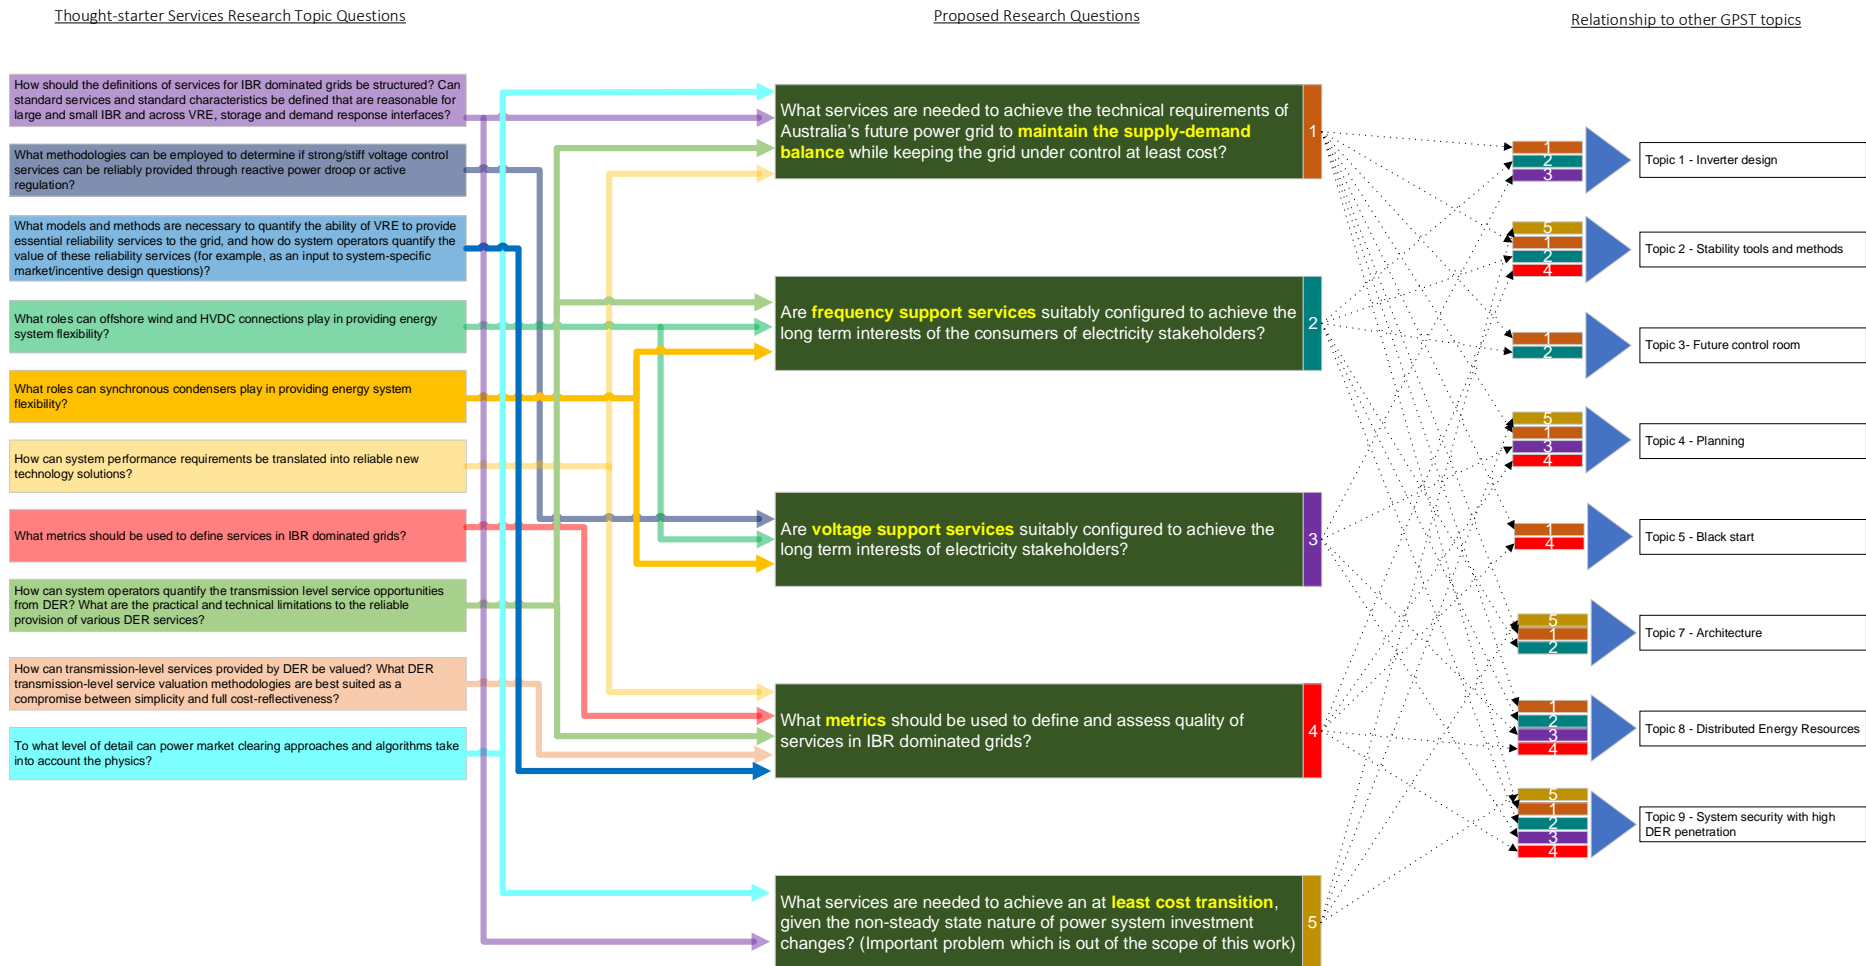 Thought-starter Services Research Topic Questions
Proposed Research Questions
Relationship to other GPST topics
How should the definitions of services for IBR dominated grids be structured? Can
standard services and standard characteristics be defined that are reasonable for
large and small IBR and across VRE, storage and demand response interfaces?
What methodologies can be employed to determine if strong/stiff voltage control
services can be reliably provided through reactive power droop or active
regulation?
What models and methods are necessary to quantify the ability of VRE to provide
essential reliability services to the grid, and how do system operators quantify the
value of these reliability services (for example, as an input to system-specific
market/incentive design questions)?
What roles can offshore wind and HVDC connections play in providing energy
system flexibility?
What roles can synchronous condensers play in providing energy system
flexibility?
How can system performance requirements be translated into reliable new
technology solutions?
What metrics should be used to define services in IBR dominated grids?
How can system operators quantify the transmission level service opportunities
from DER? What are the practical and technical limitations to the reliable
provision of various DER services?
How can transmission-level services provided by DER be valued? What DER
transmission-level service valuation methodologies are best suited as a
compromise between simplicity and full cost-reflectiveness?
To what level of detail can power market clearing approaches and algorithms take
into account the physics?
What services are needed to achieve the technical requirements of
Australia's future power grid to maintain the supply-demand
balance while keeping the grid under control at least cost?
1
Are frequency support services suitably configured to achieve the
long term interests of the consumers of electricity stakeholders?
2
Are voltage support services suitably configured to achieve the
long term interests of electricity stakeholders?
3
What metrics should be used to define and assess quality of
services in IBR dominated grids?
4
What services are needed to achieve an at least cost transition,
given the non-steady state nature of power system investment
changes? (Important problem which is out of the scope of this work)
5
1
2
3
Topic 1 - Inverter design
5
1
2
4
Topic 2 - Stability tools and methods
1
2
Topic 3- Future control room
5
1
3
4
Topic 4 - Planning
1
4
Topic 5 - Black start
5
1
2
Topic 7 - Architecture
1
2
3
4
Topic 8 - Distributed Energy Resources
5
1
2
3
4
Topic 9 - System security with high
DER penetration